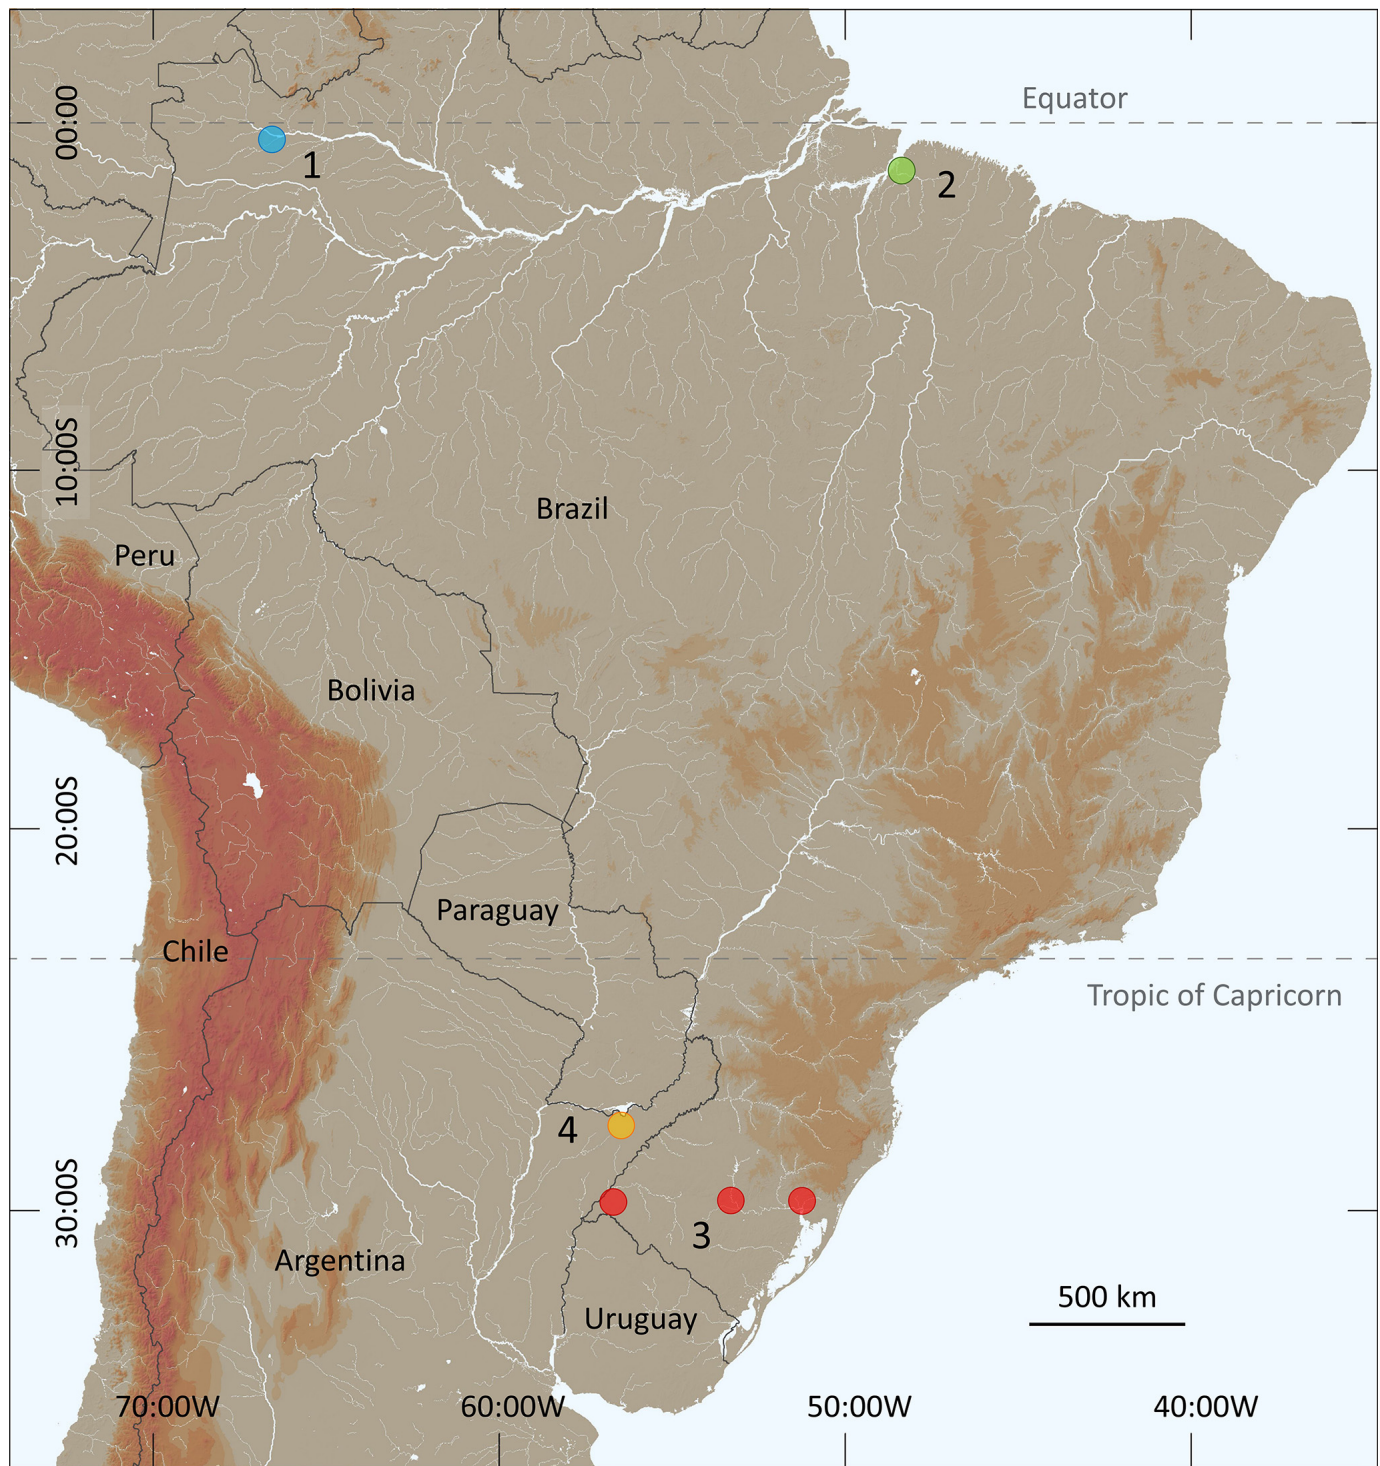 00:00
Equator
1
2
10:00S
Brazil
Peru
Bolivia
20:00S
Paraguay
Chile
Tropic of Capricorn
4
30:00S
3
Argentina
500 km
Uruguay
70:00W
60:00W
50:00W
40:00W